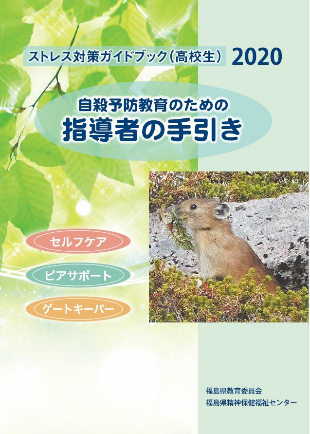 ストレス対策ガイドブック（高校生） 2020
自殺予防教育のための
指導者の手引き
セルフケア
ピアサポート
ゲートキーパー
福島県教育委員会
福島県精神保健福祉センター